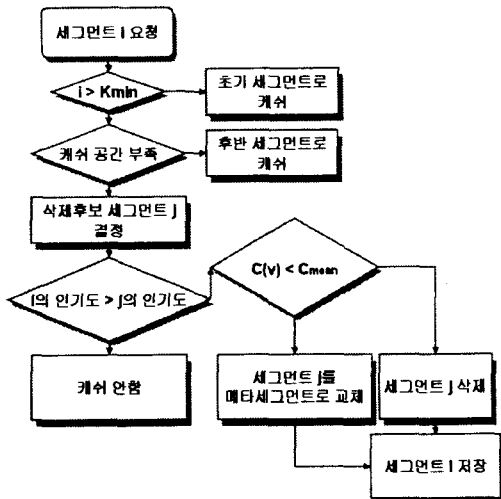 세그먼트 i 요청
i > Kmin
초기 세그먼트로
캐쉬
캐쉬 공간 부족
후반 세그먼트로
캐쉬
삭제후보 세그먼트 j
결정
i의 인기도 > j의 인기도
C(v) < Cmean
캐쉬 안함
세그먼트 j를
메타세그먼트로 교체
세그먼트 j 삭제
세그먼트 i 저장